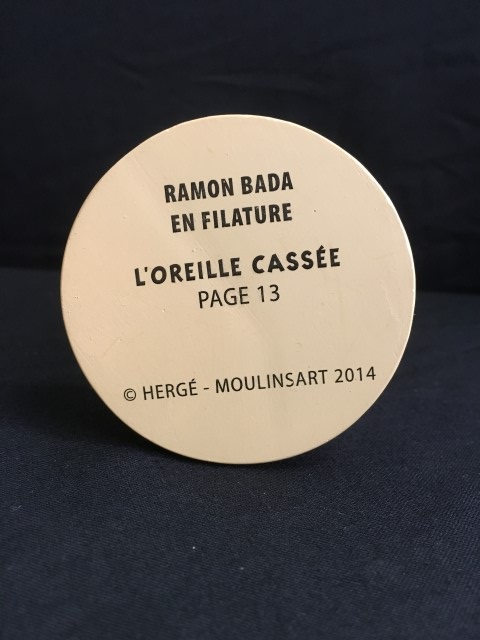 RAMON BADA
EN FILATURE
L'OREILLE CASSÉE
PAGE 13
© HERGÉ - MOULINSART 2014